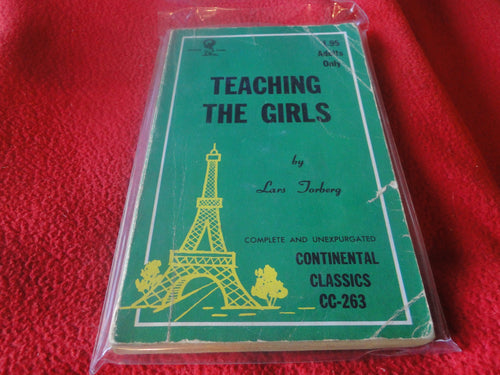 1.95
Adults
Only
TEACHING
THE GIRLS
by
Lars Torberg
COMPLETE AND UNEXPURGATED
CONTINENTAL
CLASSICS
CC-263